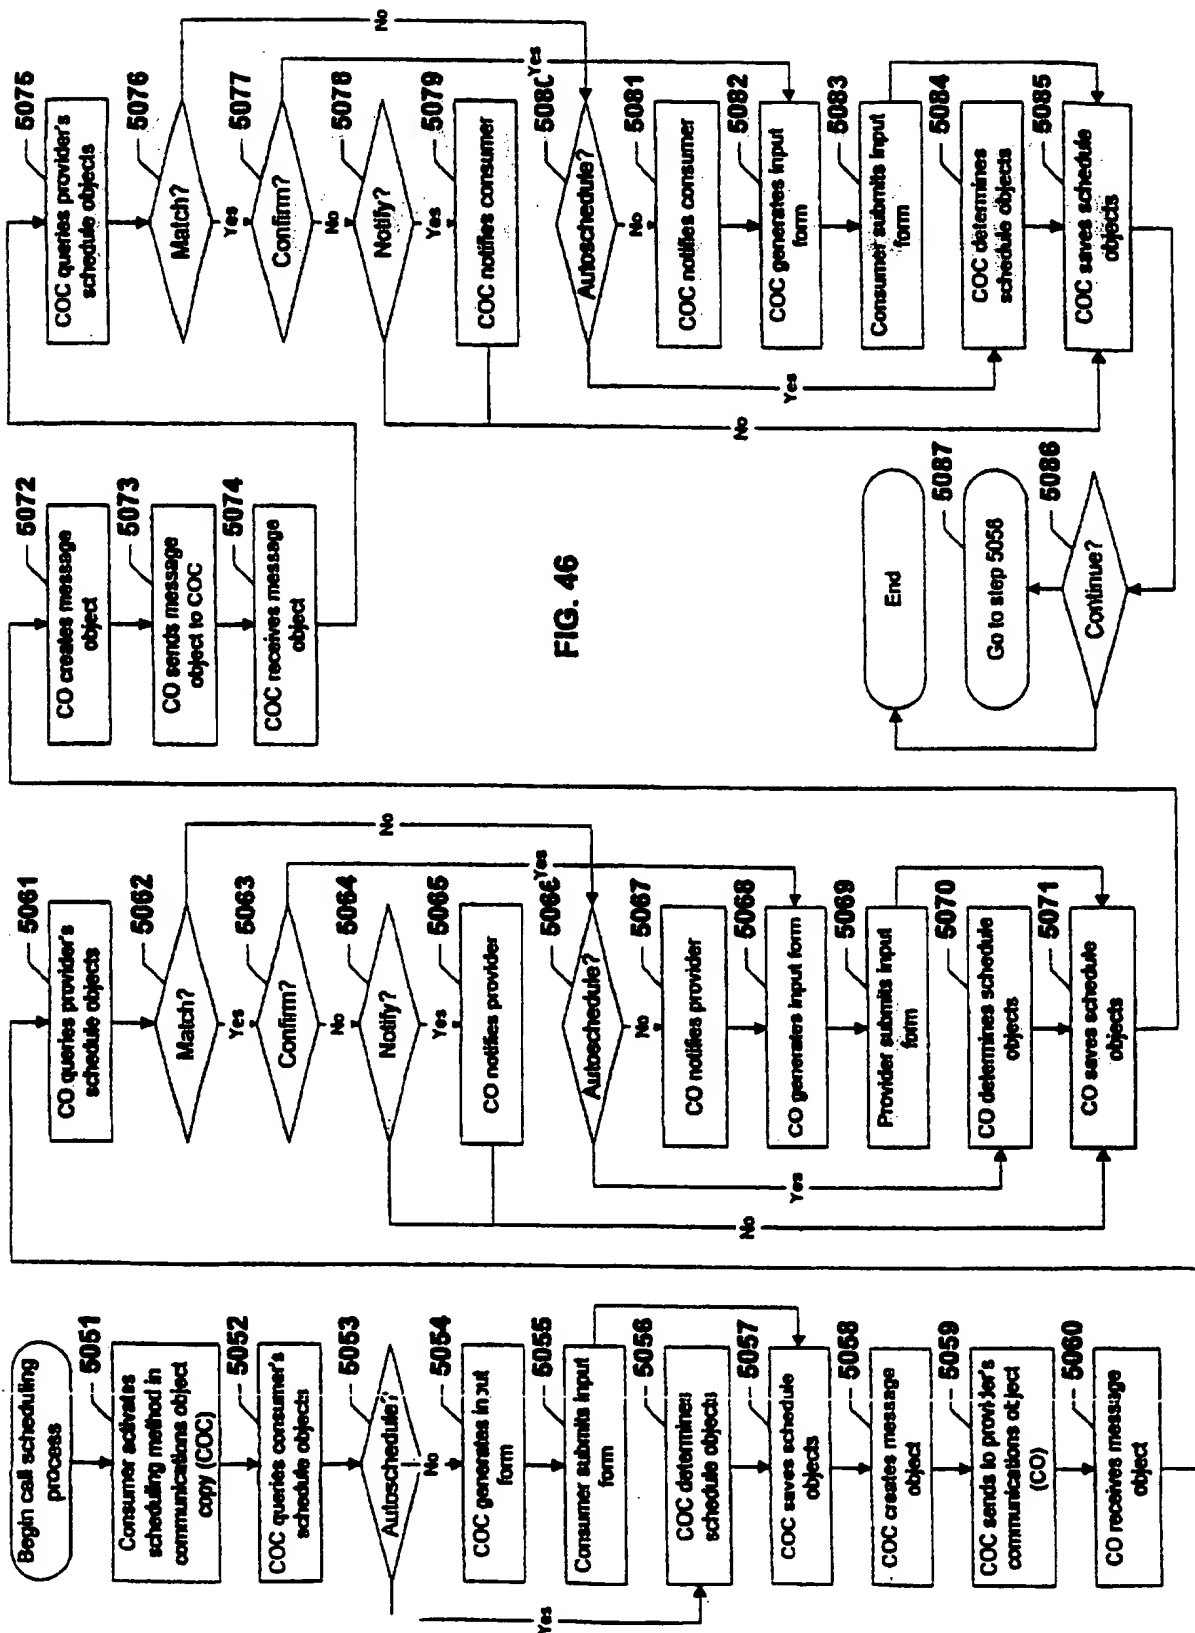 Begin call scheduling
process
5051
Consumer activates
scheduling method in
communications object
copy (COC)
5052
COC queries consumer's
schedule objects
5053
Autoschedule?
No
Yes
5054
COC generates input
form
5055
Consumer submits input
form
5056
COC determines
schedule objects
5057
COC saves schedule
objects
5058
COC creates message
object
5059
COC sends to provider's
communications object
(CO)
5060
CO receives message
object
5061
CO queries provider's
schedule objects
5062
Match?
Yes
No
5063
Confirm?
No
Yes
5064
Notify?
Yes
No
5065
CO notifies provider
5066
Autoschedule?
No
Yes
5067
CO notifies provider
5068
CO generates input form
5069
Provider submits input
form
5070
CO determines schedule
objects
5071
CO saves schedule
objects
5072
CO creates message
object
5073
CO sends message
object to COC
5074
COC receives message
object
FIG. 46
5075
COC queries provider's
schedule objects
5076
Match?
Yes
No
5077
Confirm?
No
Yes
5078
Notify?
Yes
No
5079
COC notifies consumer
5080
Autoschedule?
No
Yes
5081
COC notifies consumer
5082
COC generates input
form
5083
Consumer submits input
form
5084
COC determines
schedule objects
5085
COC saves schedule
objects
5086
Continue?
5087
Go to step 5058
End